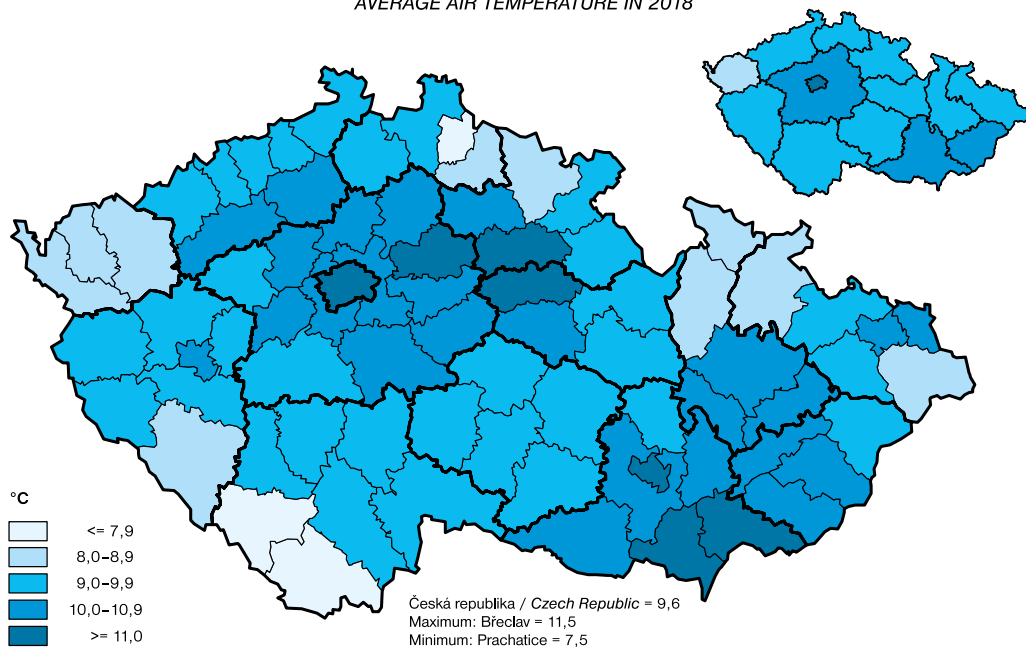 AVERAGE AIR TEMPERATURE IN 2018
°C
<= 7,9
8,0–8,9
9,0–9,9
10,0–10,9
>= 11,0
Česká republika / Czech Republic = 9,6
Maximum: Břeclav = 11,5
Minimum: Prachatice = 7,5